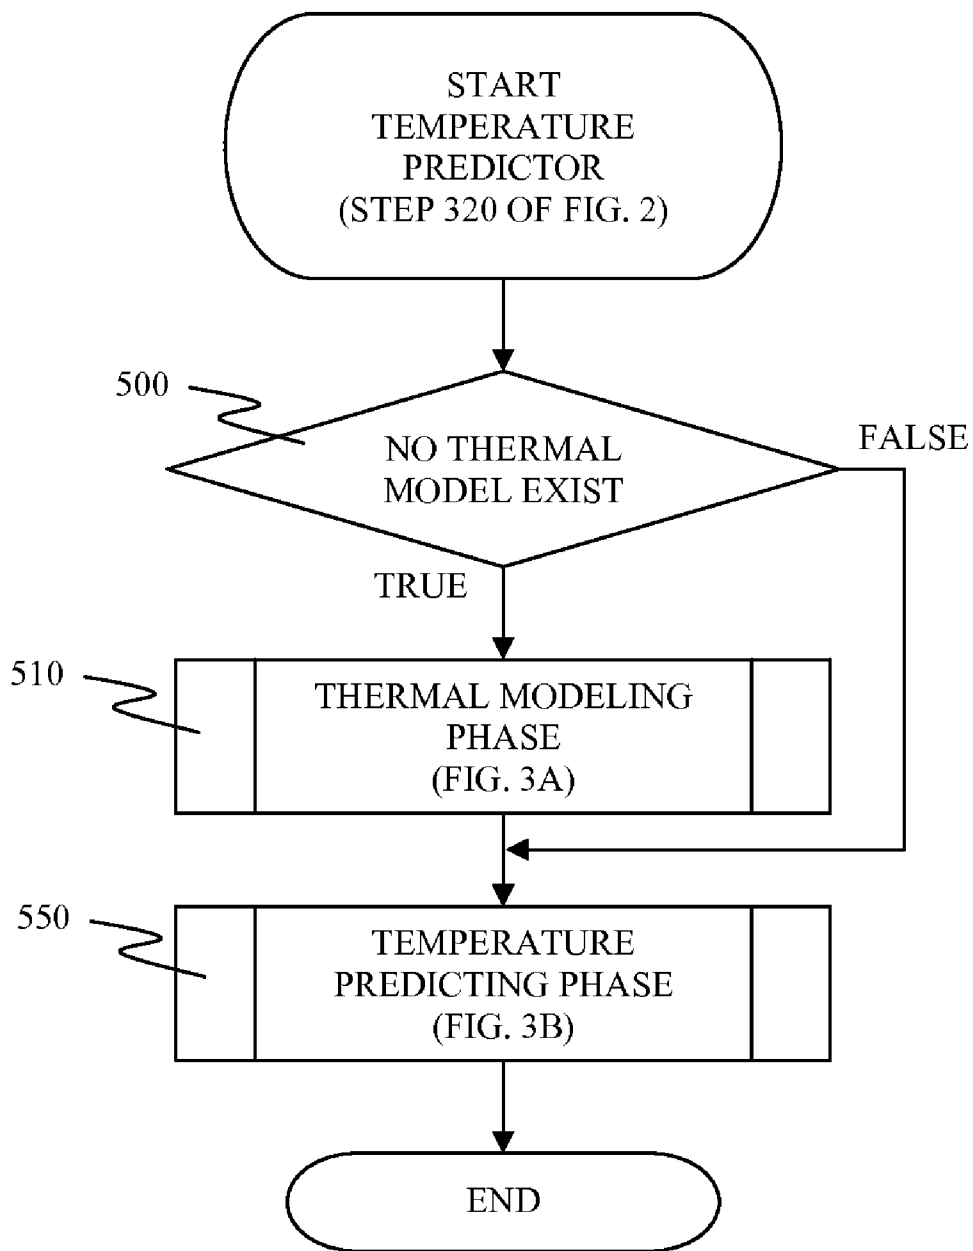 START
TEMPERATURE
PREDICTOR
(STEP 320 OF FIG. 2)
500
NO THERMAL
MODEL EXIST
FALSE
TRUE
510
THERMAL MODELING
PHASE
(FIG. 3A)
550
TEMPERATURE
PREDICTING PHASE
(FIG. 3B)
END